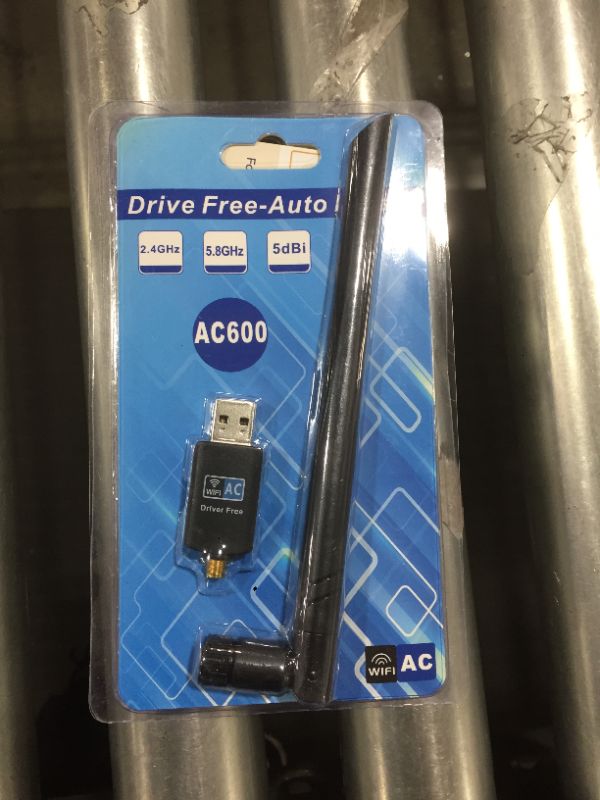 Drive Free-Auto
2.4GHz
5.8GHz
5dBi
AC600
WiFi AC
Driver Free
WIFI AC